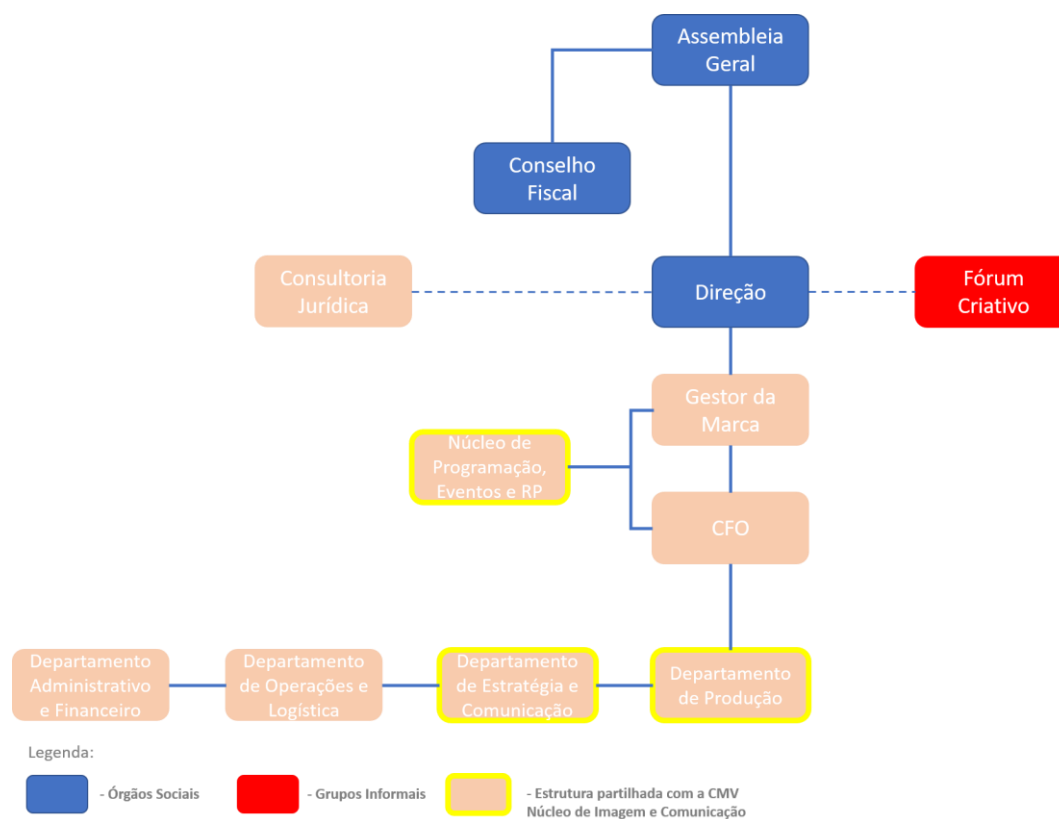 Assembleia
Geral
Conselho
Fiscal
Consultoria
Jurídica
Direção
Fórum
Criativo
Gestor da
Marca
Núcleo de
Programação,
Eventos e RP
CFO
Departamento
Administrativo
e Financeiro
Departamento
de Operações e
Logística
Departamento
de Estratégia e
Comunicação
Departamento
de Produção
Legenda:
- Órgãos Sociais
- Grupos Informais
- Estrutura partilhada com a CMV
Núcleo de Imagem e Comunicação